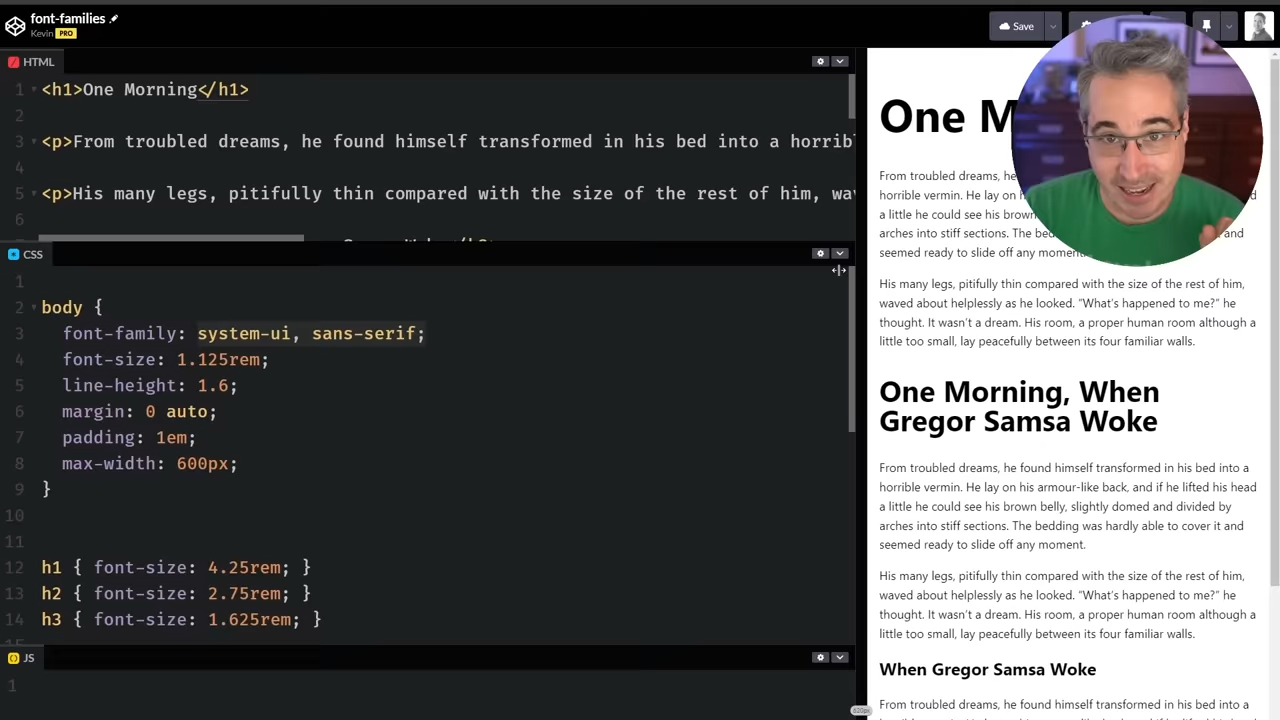 font-families
Kevin PRO
Save
HTML
1 <h1>One Morning</h1>
2
3 <p>From troubled dreams, he found himself transformed in his bed into a horrib
4
5 <p>His many legs, pitifully thin compared with the size of the rest of him, wav
6
CSS
1
2 body {
3 font-family: system-ui, sans-serif;
4 font-size: 1.125rem;
5 line-height: 1.6;
6 margin: 0 auto;
7 padding: 1em;
8 max-width: 600px;
9 }
10
11
12 h1 { font-size: 4.25rem; }
13 h2 { font-size: 2.75rem; }
14 h3 { font-size: 1.625rem; }
JS
1
620px
One M
From troubled dreams, he
horrible vermin. He lay on h
a little he could see his brown
arches into stiff sections. The bed and
seemed ready to slide off any moment.
His many legs, pitifully thin compared with the size of the rest of him,
waved about helplessly as he looked. “What's happened to me?” he
thought. It wasn't a dream. His room, a proper human room although a
little too small, lay peacefully between its four familiar walls.
One Morning, When
Gregor Samsa Woke
From troubled dreams, he found himself transformed in his bed into a
horrible vermin. He lay on his armour-like back, and if he lifted his head
a little he could see his brown belly, slightly domed and divided by
arches into stiff sections. The bedding was hardly able to cover it and
seemed ready to slide off any moment.
His many legs, pitifully thin compared with the size of the rest of him,
waved about helplessly as he looked. “What's happened to me?” he
thought. It wasn't a dream. His room, a proper human room although a
little too small, lay peacefully between its four familiar walls.
When Gregor Samsa Woke
From troubled dreams, he found himself transformed in his bed into a